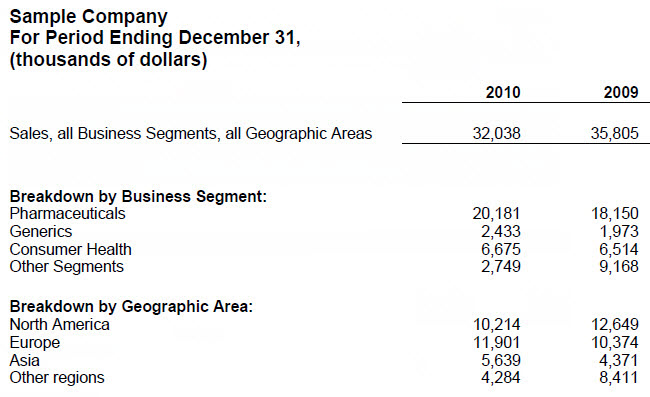 Sample Company
For Period Ending December 31,
(thousands of dollars)
2010 2009
Sales, all Business Segments, all Geographic Areas 32,038 35,805
Breakdown by Business Segment:
Pharmaceuticals 20,181 18,150
Generics 2,433 1,973
Consumer Health 6,675 6,514
Other Segments 2,749 9,168
Breakdown by Geographic Area:
North America 10,214 12,649
Europe 11,901 10,374
Asia 5,639 4,371
Other regions 4,284 8,411